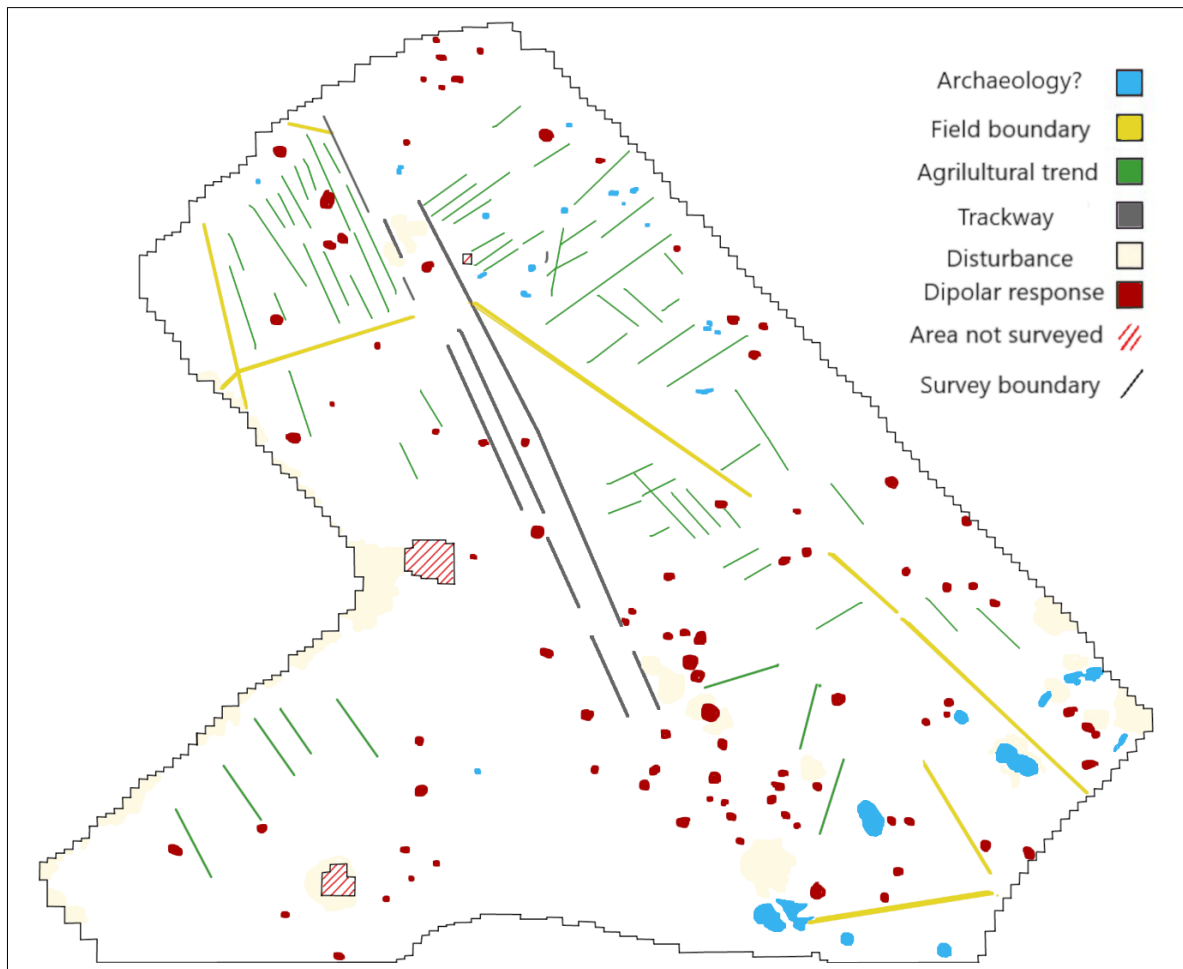 Archaeology?
Field boundary
Agrilultural trend
Trackway
Disturbance
Dipolar response
Area not surveyed
Survey boundary